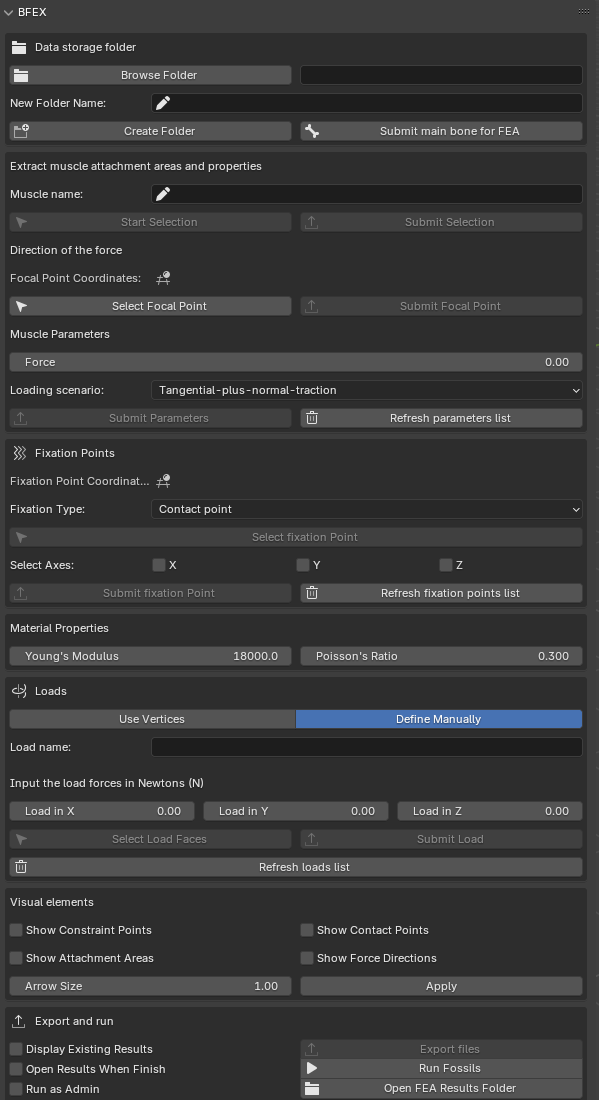 BFEX
Data storage folder
Browse Folder
New Folder Name:
Create Folder Submit main bone for FEA
Extract muscle attachment areas and properties
Muscle name:
Start Selection Submit Selection
Direction of the force
Focal Point Coordinates:
Select Focal Point Submit Focal Point
Muscle Parameters
Force 0.00
Loading scenario: Tangential-plus-normal-traction
Submit Parameters Refresh parameters list
Fixation Points
Fixation Point Coordinat...
Fixation Type: Contact point
Select fixation Point
Select Axes: X Y Z
Submit fixation Point Refresh fixation points list
Material Properties
Young's Modulus 18000.0 Poisson's Ratio 0.300
Loads
Use Vertices Define Manually
Load name:
Input the load forces in Newtons (N)
Load in X 0.00 Load in Y 0.00 Load in Z 0.00
Select Load Faces Submit Load
Refresh loads list
Visual elements
Show Constraint Points Show Contact Points
Show Attachment Areas Show Force Directions
Arrow Size 1.00 Apply
Export and run
Display Existing Results Export files
Open Results When Finish Run Fossils
Run as Admin Open FEA Results Folder